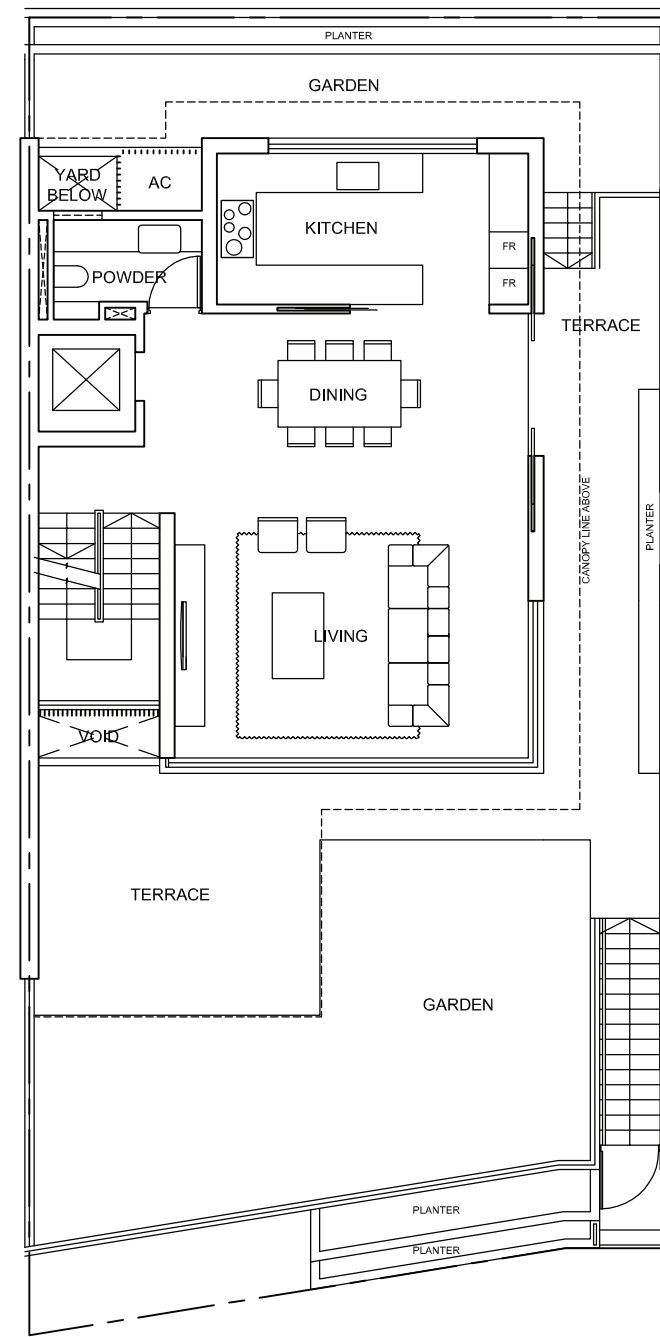 PLANTER
GARDEN
YARD
BELOW
AC
KITCHEN
FR
FR
POWDER
TERRACE
DINING
CANOPY LINE ABOVE
PLANTER
LIVING
VOID
TERRACE
GARDEN
PLANTER
PLANTER